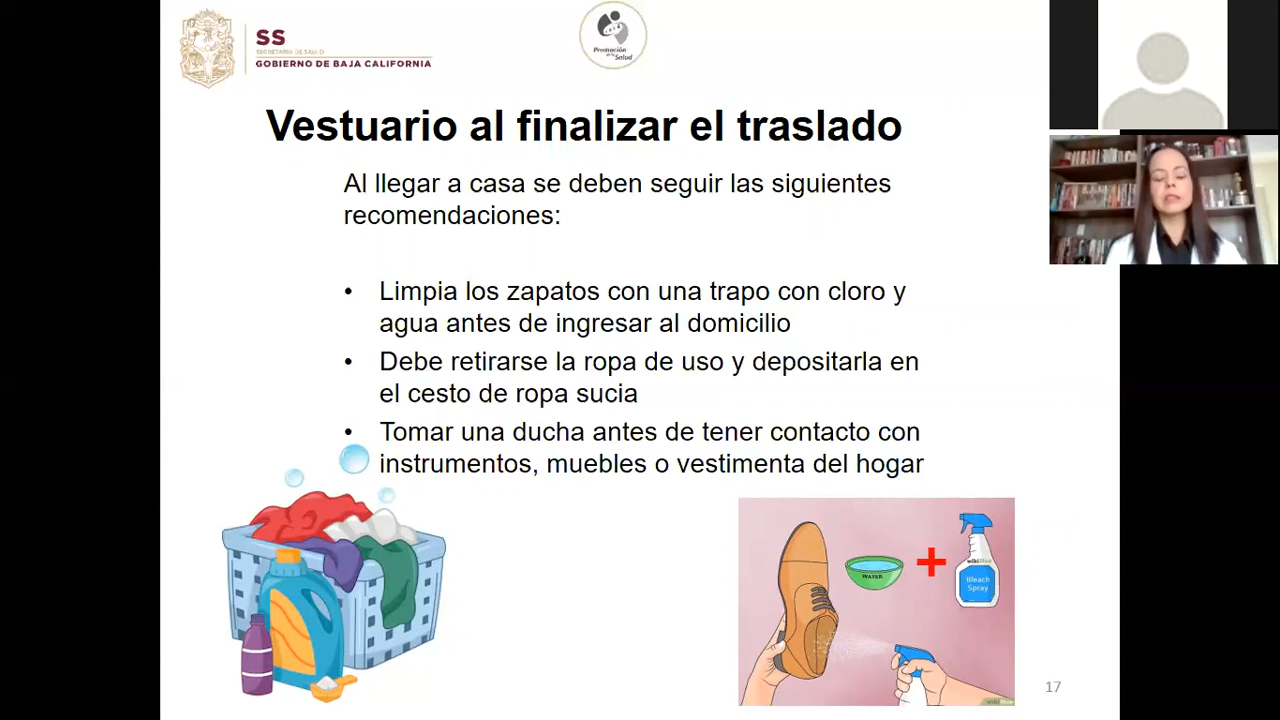 SS
SECRETARÍA DE SALUD
GOBIERNO DE BAJA CALIFORNIA
Promoción
de la
Salud
Vestuario al finalizar el traslado
Al llegar a casa se deben seguir las siguientes
recomendaciones:
• Limpia los zapatos con una trapo con cloro y
agua antes de ingresar al domicilio
• Debe retirarse la ropa de uso y depositarla en
el cesto de ropa sucia
• Tomar una ducha antes de tener contacto con
instrumentos, muebles o vestimenta del hogar
WATER
+
wikiHow
Bleach
Spray
wikiHow
17